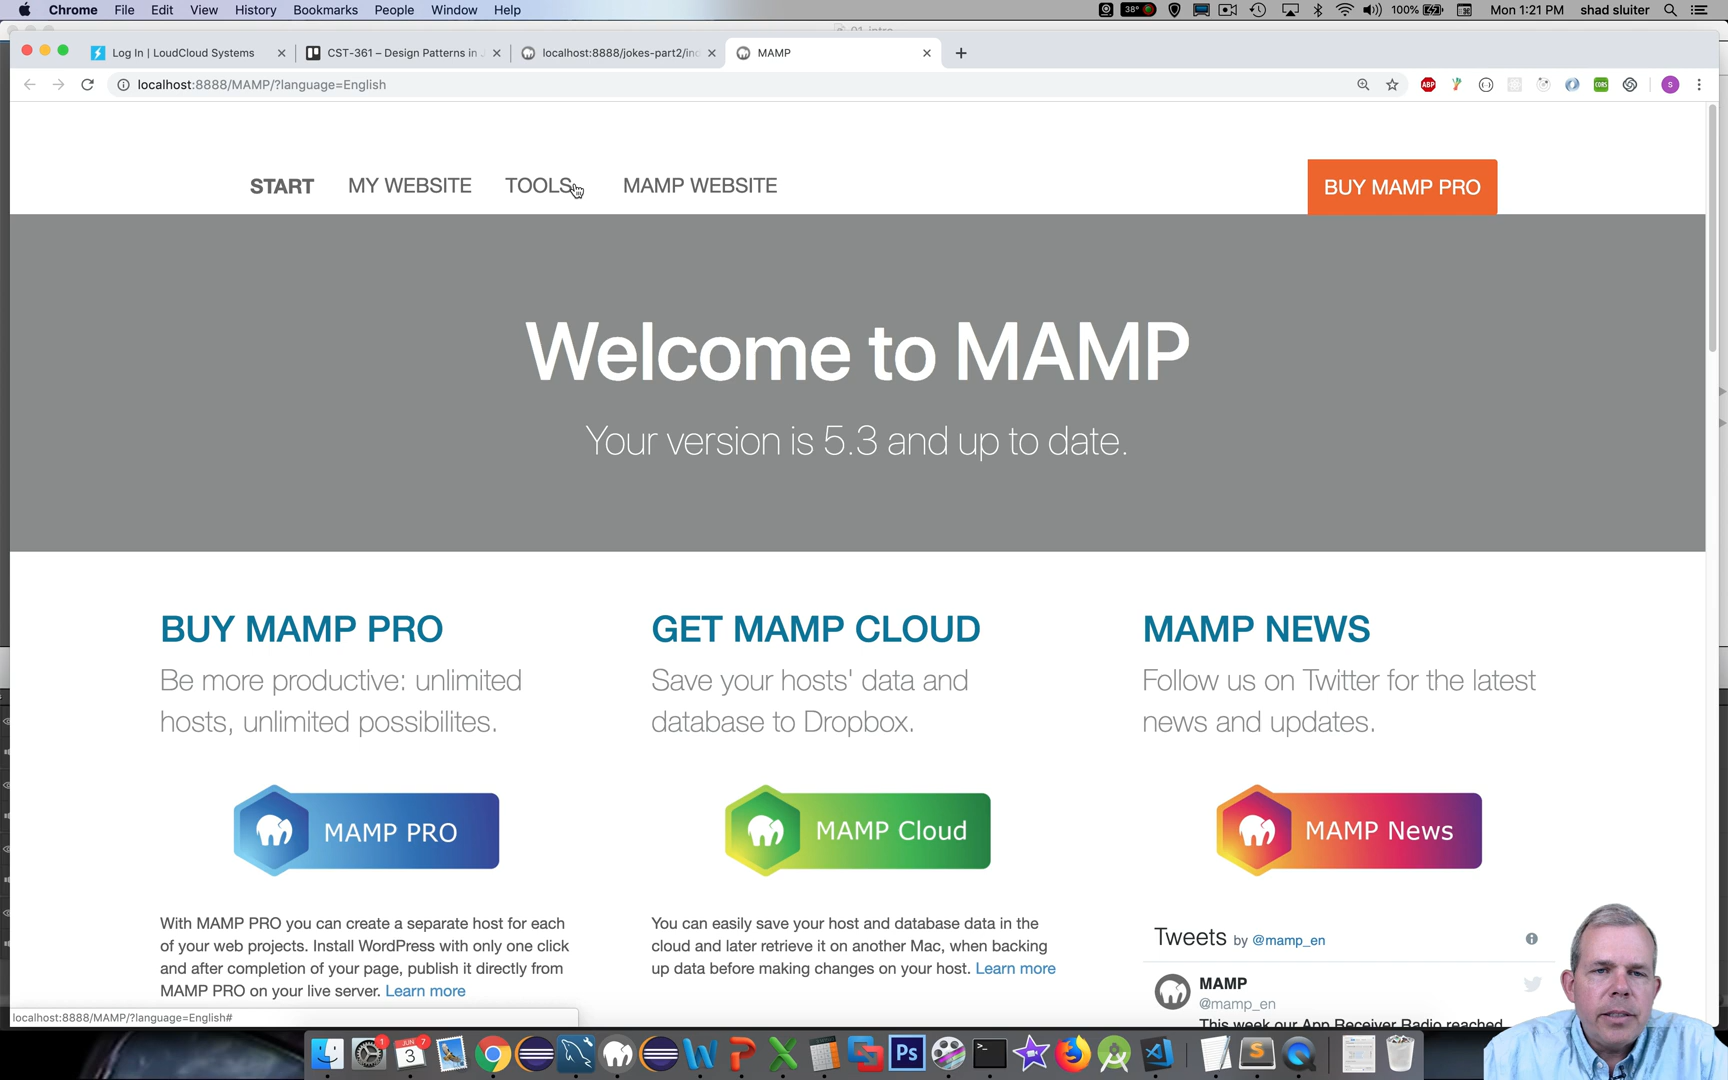 Chrome File Edit View History Bookmarks People Window Help 38° 100% Mon 1:21 PM shad sluiter
Log In | LoudCloud Systems CST-361 – Design Patterns in J localhost:8888/jokes-part2/inc MAMP
localhost:8888/MAMP/?language=English
START MY WEBSITE TOOLS MAMP WEBSITE BUY MAMP PRO
Welcome to MAMP
Your version is 5.3 and up to date.
BUY MAMP PRO
Be more productive: unlimited
hosts, unlimited possibilites.
MAMP PRO
With MAMP PRO you can create a separate host for each
of your web projects. Install WordPress with only one click
and after completion of your page, publish it directly from
MAMP PRO on your live server. Learn more
GET MAMP CLOUD
Save your hosts' data and
database to Dropbox.
MAMP Cloud
You can easily save your host and database data in the
cloud and later retrieve it on another Mac, when backing
up data before making changes on your host. Learn more
MAMP NEWS
Follow us on Twitter for the latest
news and updates.
MAMP News
Tweets by @mamp_en
MAMP
@mamp_en
This week our App Receiver Radio reached
localhost:8888/MAMP/?language=English#